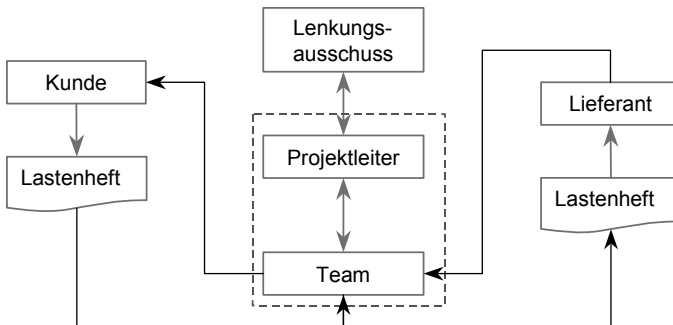 Lenkungs-
ausschuss
Kunde
Lieferant
Projektleiter
Lastenheft
Lastenheft
Team